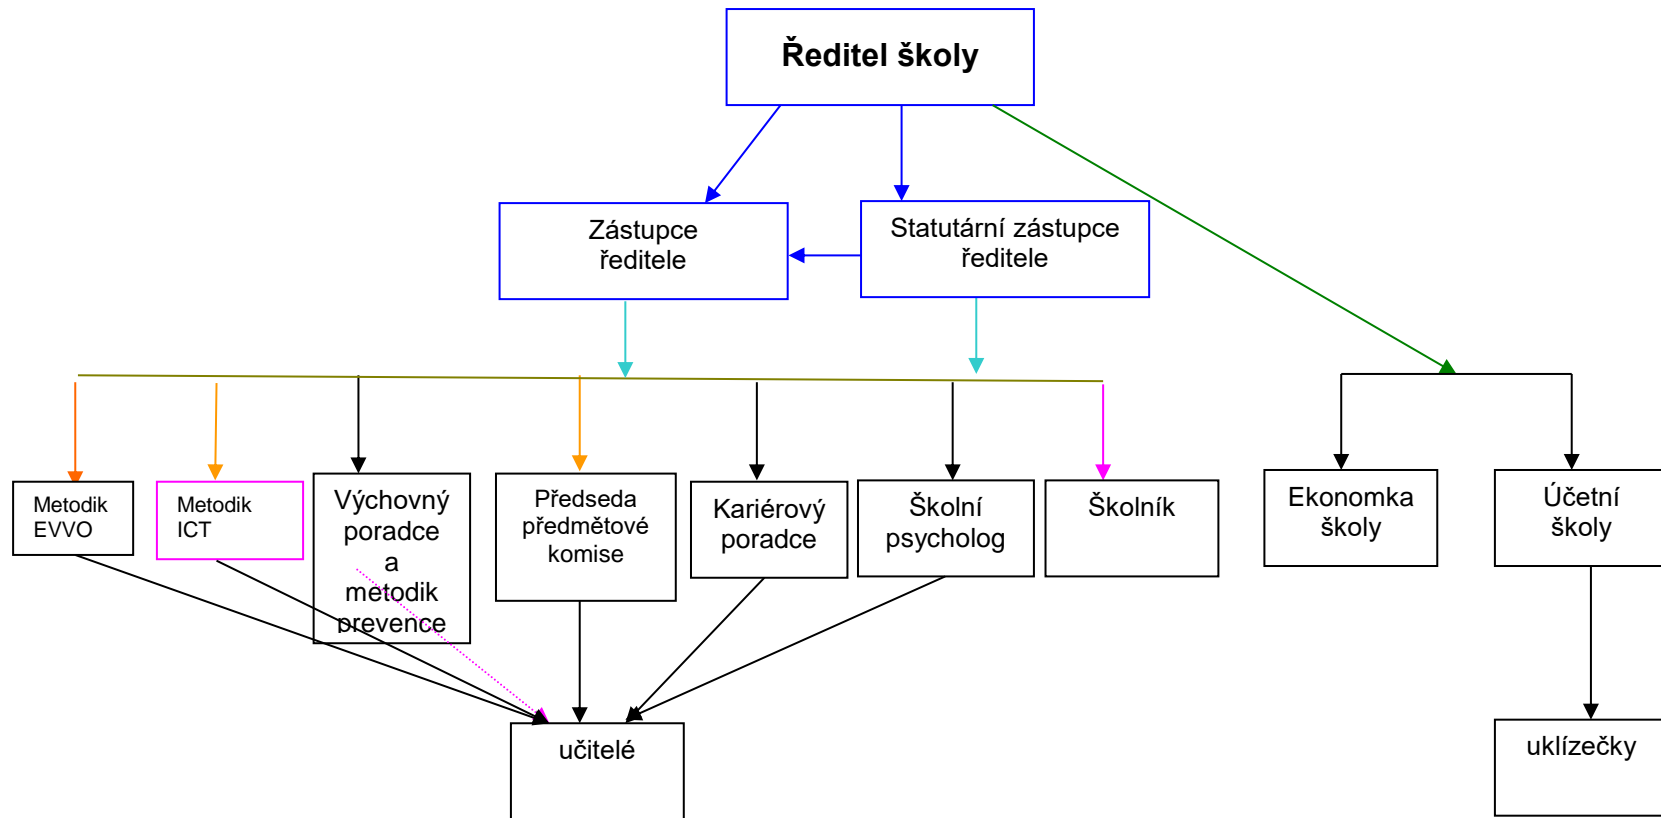 Ředitel školy
Zástupce
ředitele
Statutární zástupce
ředitele
Metodik
EVVO
Metodik
ICT
Výchovný
poradce
a
metodik
prevence
Předseda
předmětové
komise
Kariérový
poradce
Školní
psycholog
Školník
Ekonomka
školy
Účetní
školy
učitelé
uklízečky